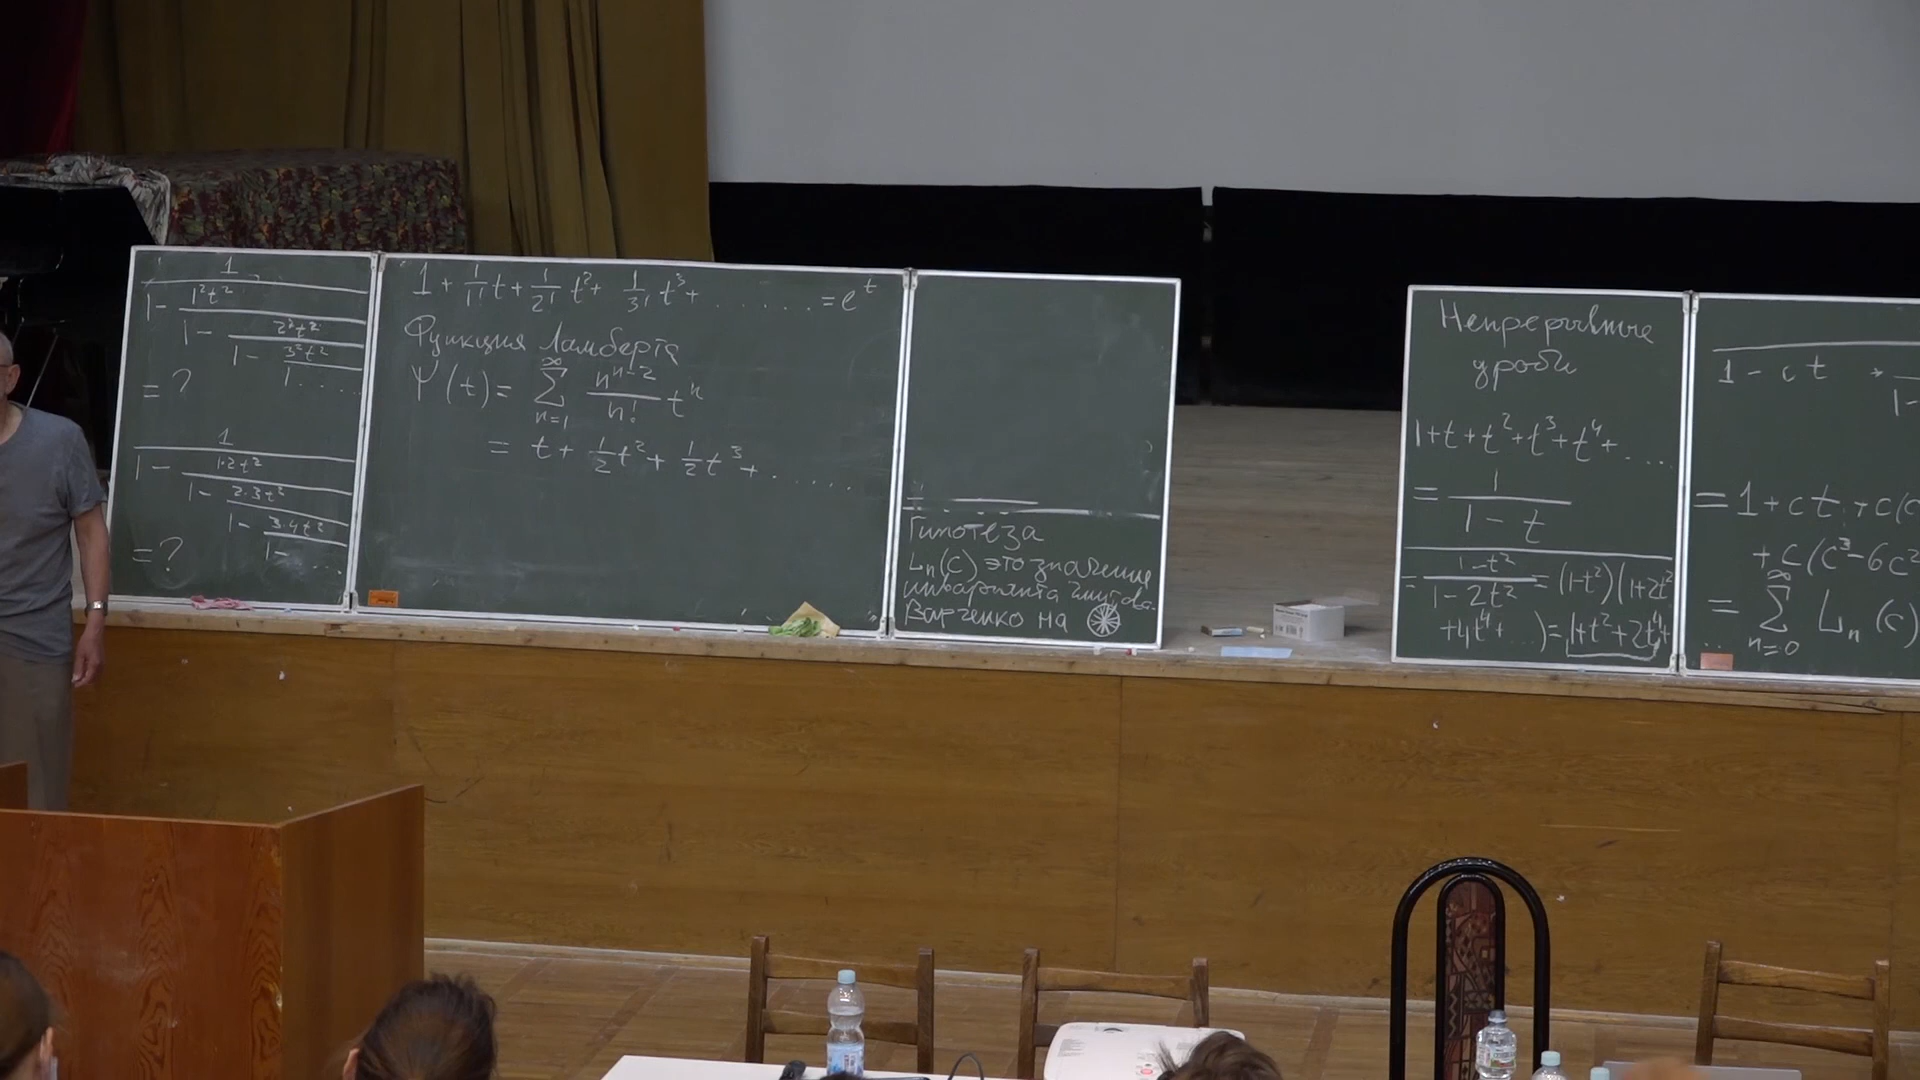 1
1 - 1²t²
1 - 2²t²
1 - 3²t²
1....
= ?
1
1 - 1·2t²
1 - 2·3t²
1 - 3·4t²
1 - ...
= ?
1 + 1/1! t + 1/2! t² + 1/3! t³ + ...... = e^t
Функция Ламберта
Ψ(t) = ∑_{n=1}^{∞} n^{n-2}/n! t^n
= t + 1/2 t² + 1/2 t³ + .....
Гипотеза
L_n(c) это значение
инварианта Чмутова-
Варченко на
Непрерывные
дроби
1+t+t²+t³+t⁴+....
= 1/(1-t)
= (1-t²)/(1-2t²) = (1-t²)(1+2t²
+4t⁴+...)=1+t²+2t⁴+
1 - ct -
1-
= 1 + ct + c(c
+ c(c³-6c²
= ∑_{n=0}^{∞} L_n(c)